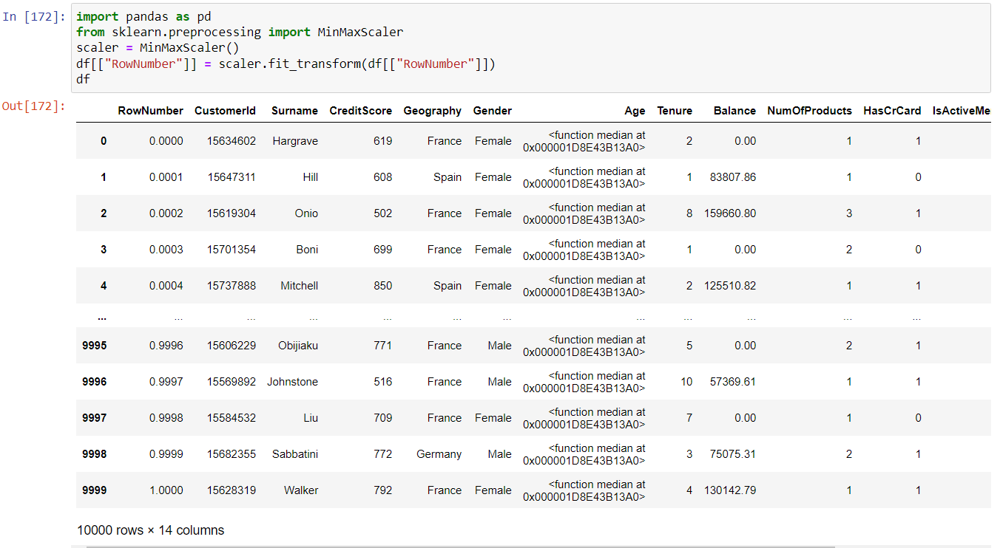 In [172]: import pandas as pd
from sklearn.preprocessing import MinMaxScaler
scaler = MinMaxScaler()
df[["RowNumber"]] = scaler.fit_transform(df[["RowNumber"]])
df
Out[172]:
RowNumber CustomerId Surname CreditScore Geography Gender Age Tenure Balance NumOfProducts HasCrCard IsActiveMe
0 0.0000 15634602 Hargrave 619 France Female <function median at 0x000001D8E43B13A0> 2 0.00 1 1
1 0.0001 15647311 Hill 608 Spain Female <function median at 0x000001D8E43B13A0> 1 83807.86 1 0
2 0.0002 15619304 Onio 502 France Female <function median at 0x000001D8E43B13A0> 8 159660.80 3 1
3 0.0003 15701354 Boni 699 France Female <function median at 0x000001D8E43B13A0> 1 0.00 2 0
4 0.0004 15737888 Mitchell 850 Spain Female <function median at 0x000001D8E43B13A0> 2 125510.82 1 1
... ... ... ... ... ... ... ... ... ... ... ...
9995 0.9996 15606229 Obijiaku 771 France Male <function median at 0x000001D8E43B13A0> 5 0.00 2 1
9996 0.9997 15569892 Johnstone 516 France Male <function median at 0x000001D8E43B13A0> 10 57369.61 1 1
9997 0.9998 15584532 Liu 709 France Female <function median at 0x000001D8E43B13A0> 7 0.00 1 0
9998 0.9999 15682355 Sabbatini 772 Germany Male <function median at 0x000001D8E43B13A0> 3 75075.31 2 1
9999 1.0000 15628319 Walker 792 France Female <function median at 0x000001D8E43B13A0> 4 130142.79 1 1
10000 rows × 14 columns